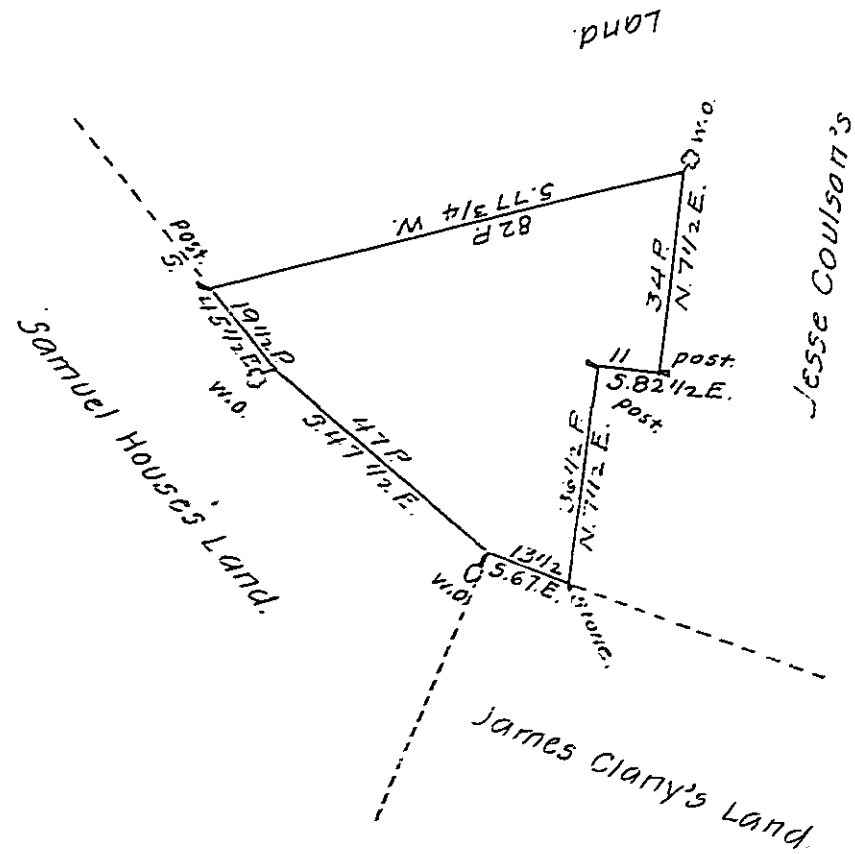 Land.
Jesse Coulson's
W.O.
S. 77 3/4 W.
82 P.
34 P.
N. 7 1/2 E.
post.
S.
45 1/2 E.
19 1/2 P.
W.O.
47 P.
S. 47 1/2 E.
11
S. 82 1/2 E.
post.
post.
36 1/2 P.
N. 7 1/2 E.
13 1/2
S. 67. E.
W.O.
Stone.
Samuel Houses' Land.
James Clany's Land.